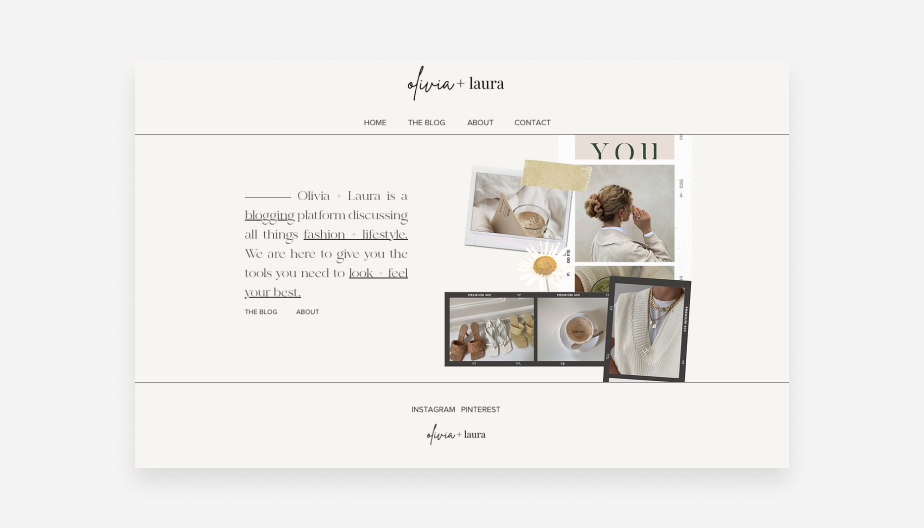 olivia + laura
HOME THE BLOG ABOUT CONTACT
Olivia + Laura is a
blogging platform discussing
all things fashion + lifestyle.
We are here to give you the
tools you need to look + feel
your best.
THE BLOG ABOUT
YOU
INSTAGRAM PINTEREST
olivia + laura